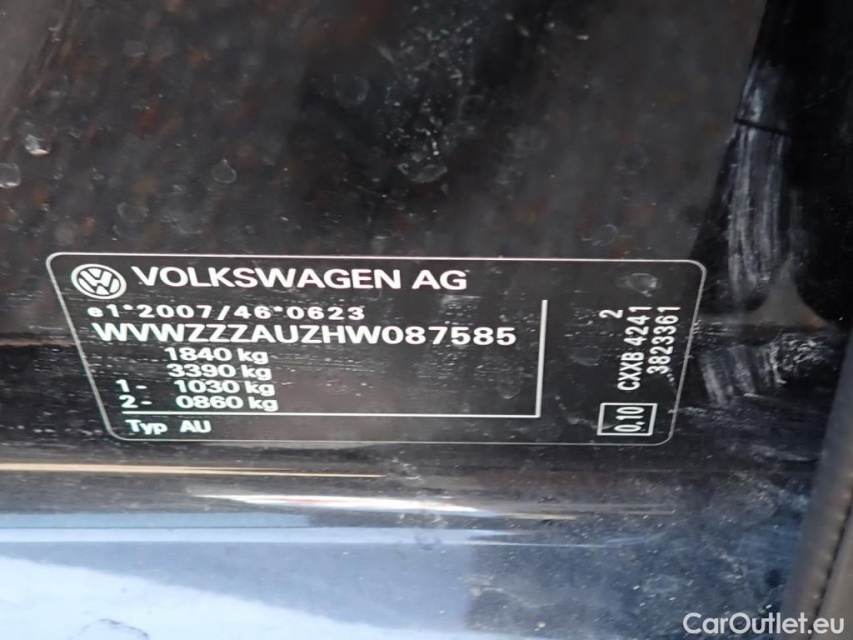 VOLKSWAGEN AG
e1*2007/46*0623
WVWZZZAUZHW087585
1840 kg
3390 kg
1- 1030 kg
2- 0860 kg
Typ AU
2
CXXB 4241
3823361
0.10
CarOutlet.eu